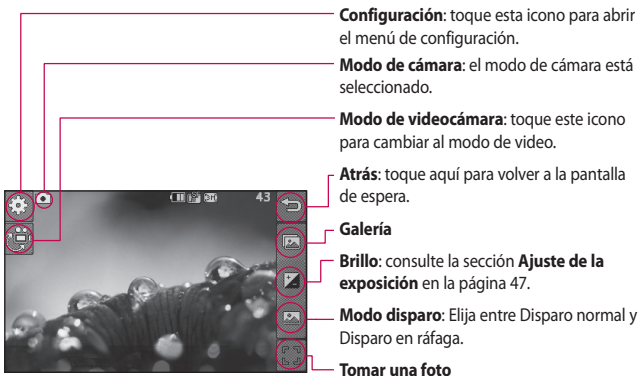 Configuración: toque esta icono para abrir
el menú de configuración.
Modo de cámara: el modo de cámara está
seleccionado.
Modo de videocámara: toque este icono
para cambiar al modo de video.
Atrás: toque aquí para volver a la pantalla
de espera.
43
Galería
Brillo: consulte la sección Ajuste de la
exposición en la página 47.
Modo disparo: Elija entre Disparo normal y
Disparo en ráfaga.
Tomar una foto